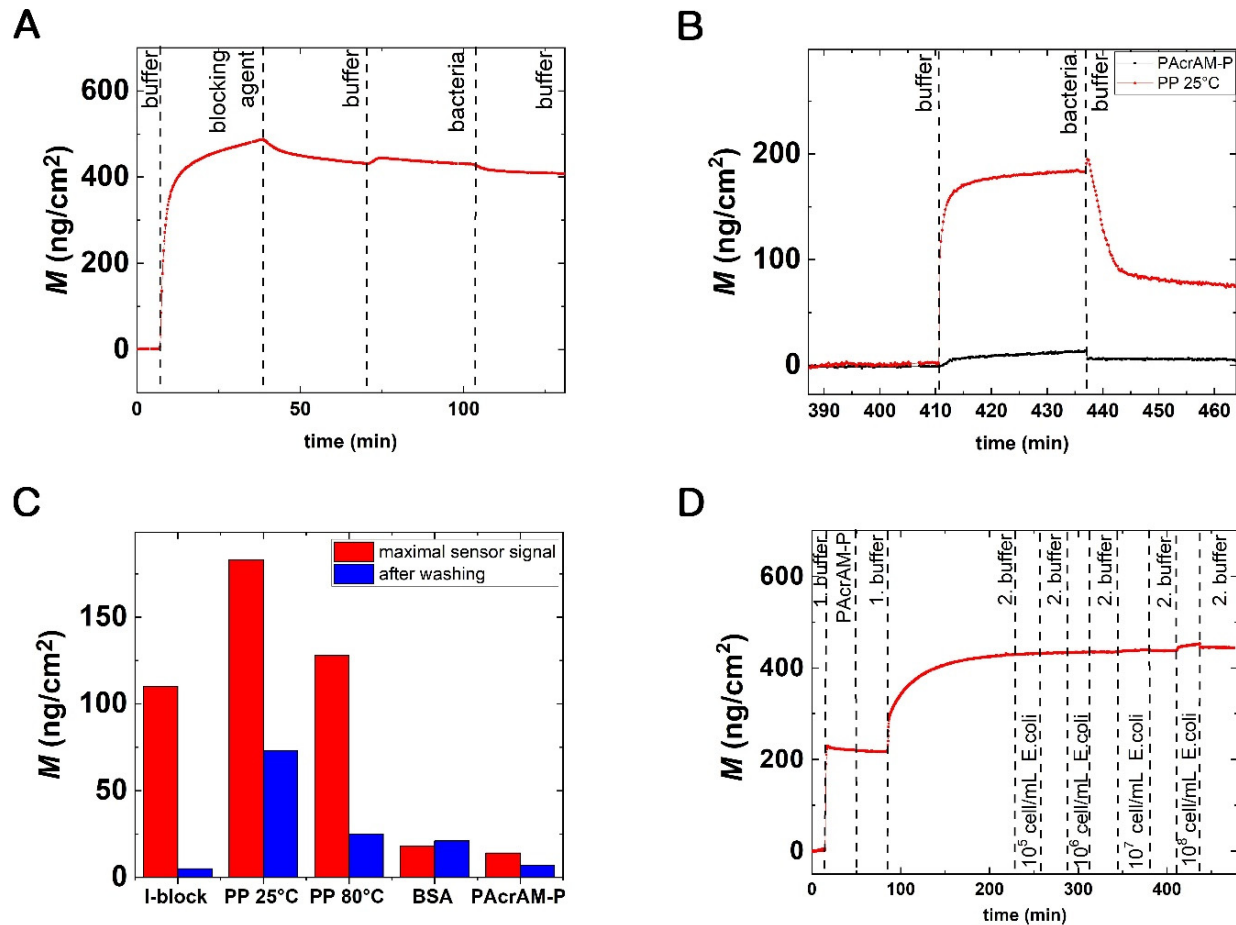 A
M (ng/cm²)
600
400
200
0
buffer
blocking
agent
buffer
bacteria
buffer
0
50
100
time (min)
B
M (ng/cm²)
200
100
0
buffer
bacteria
buffer
PAcrAM-P
PP 25°C
390
400
410
420
430
440
450
460
time (min)
C
M (ng/cm²)
150
100
50
0
maximal sensor signal
after washing
I-block
PP 25°C
PP 80°C
BSA
PAcrAM-P
D
M (ng/cm²)
600
400
200
0
1. buffer
PAcrAM-P
1. buffer
2. buffer
2. buffer
2. buffer
2. buffer
2. buffer
10⁵ cell/mL E.coli
10⁶ cell/mL E.coli
10⁷ cell/mL E.coli
10⁸ cell/mL E.coli
0
100
200
300
400
time (min)